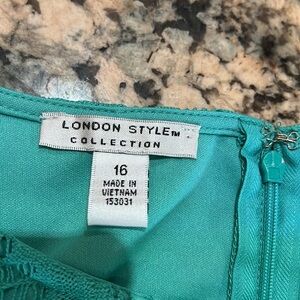 LONDON STYLE™
COLLECTION
16
MADE IN
VIETNAM
153031